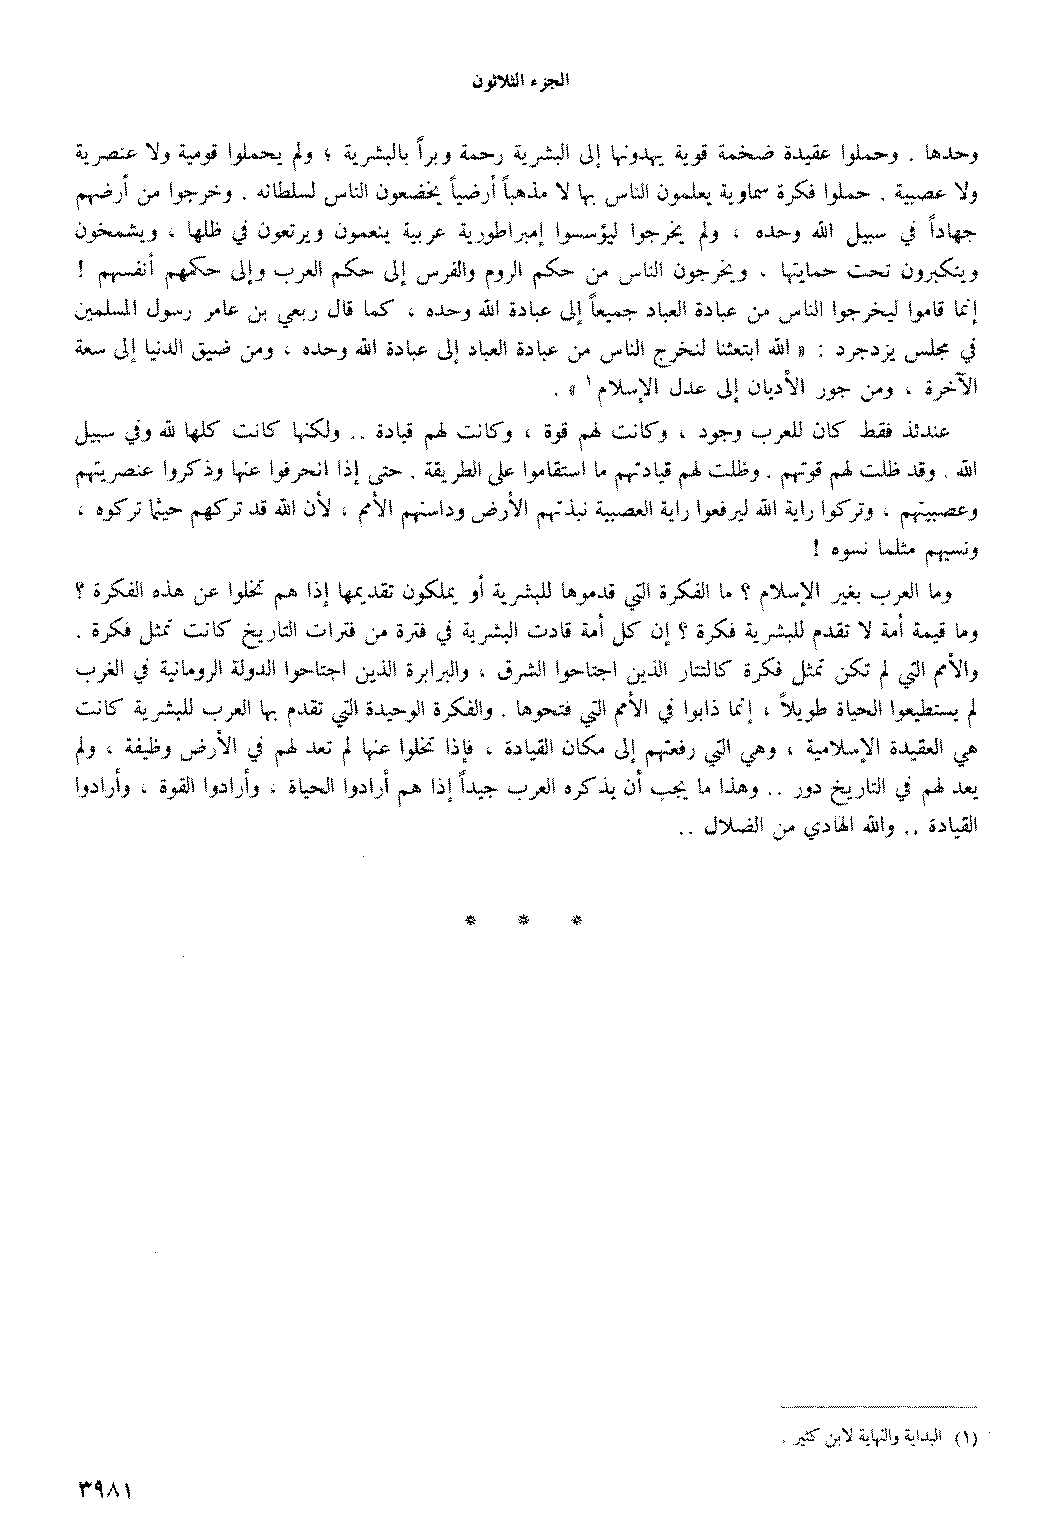 الجزء الثلاثون
وحدها . وحملوا عقيدة ضخمة قوية يهدونها إلى البشرية رحمة وبراً بالبشرية ؛ ولم يحملوا قومية ولا عنصرية
ولا عصبية . حملوا فكرة سماوية يعلمون الناس بها لا مذهباً أرضياً يخضعون الناس لسلطانه . وخرجوا من أرضهم
جهاداً في سبيل الله وحده ، ولم يخرجوا ليؤسسوا إمبراطورية عربية ينعمون ويرتعون في ظلها ، ويشمخون
ويتكبرون تحت حمايتها . ويخرجون الناس من حكم الروم والفرس إلى حكم العرب وإلى حكمهم أنفسهم !
إنما قاموا ليخرجوا الناس من عبادة العباد جميعاً إلى عبادة الله وحده ، كما قال ربعي بن عامر رسول المسلمين
في مجلس يزدجرد : « الله ابتعثنا لنخرج الناس من عبادة العباد إلى عبادة الله وحده ، ومن ضيق الدنيا إلى سعة
الآخرة ، ومن جور الأديان إلى عدل الإسلام ١ » .
عندئذ فقط كان للعرب وجود ، وكانت لهم قوة ، وكانت لهم قيادة .. ولكنها كانت كلها لله وفي سبيل
الله . وقد ظلت لهم قوتهم . وظلت لهم قيادتهم ما استقاموا على الطريقة . حتى إذا انحرفوا عنها وذكروا عنصريتهم
وعصبيتهم ، وتركوا راية الله ليرفعوا راية العصبية نبذتهم الأرض وداستهم الأمم ، لأن الله قد تركهم حيثما تركوه ،
ونسيهم مثلما نسوه !
وما العرب بغير الإسلام ؟ ما الفكرة التي قدموها للبشرية أو يملكون تقديمها إذا هم تخلوا عن هذه الفكرة ؟
وما قيمة أمة لا تقدم للبشرية فكرة ؟ إن كل أمة قادت البشرية في فترة من فترات التاريخ كانت تمثل فكرة .
والأمم التي لم تكن تمثل فكرة كالتتار الذين اجتاحوا الشرق ، والبرابرة الذين اجتاحوا الدولة الرومانية في الغرب
لم يستطيعوا الحياة طويلاً ، إنما ذابوا في الأمم التي فتحوها . والفكرة الوحيدة التي تقدم بها العرب للبشرية كانت
هي العقيدة الإسلامية ، وهي التي رفعتهم إلى مكان القيادة ، فإذا تخلوا عنها لم تعد لهم في الأرض وظيفة ، ولم
يعد لهم في التاريخ دور .. وهذا ما يجب أن يذكره العرب جيداً إذا هم أرادوا الحياة ، وأرادوا القوة ، وأرادوا
القيادة .. والله الهادي من الضلال ..
* * *
(١) البداية والنهاية لابن كثير .
٣٩٨١